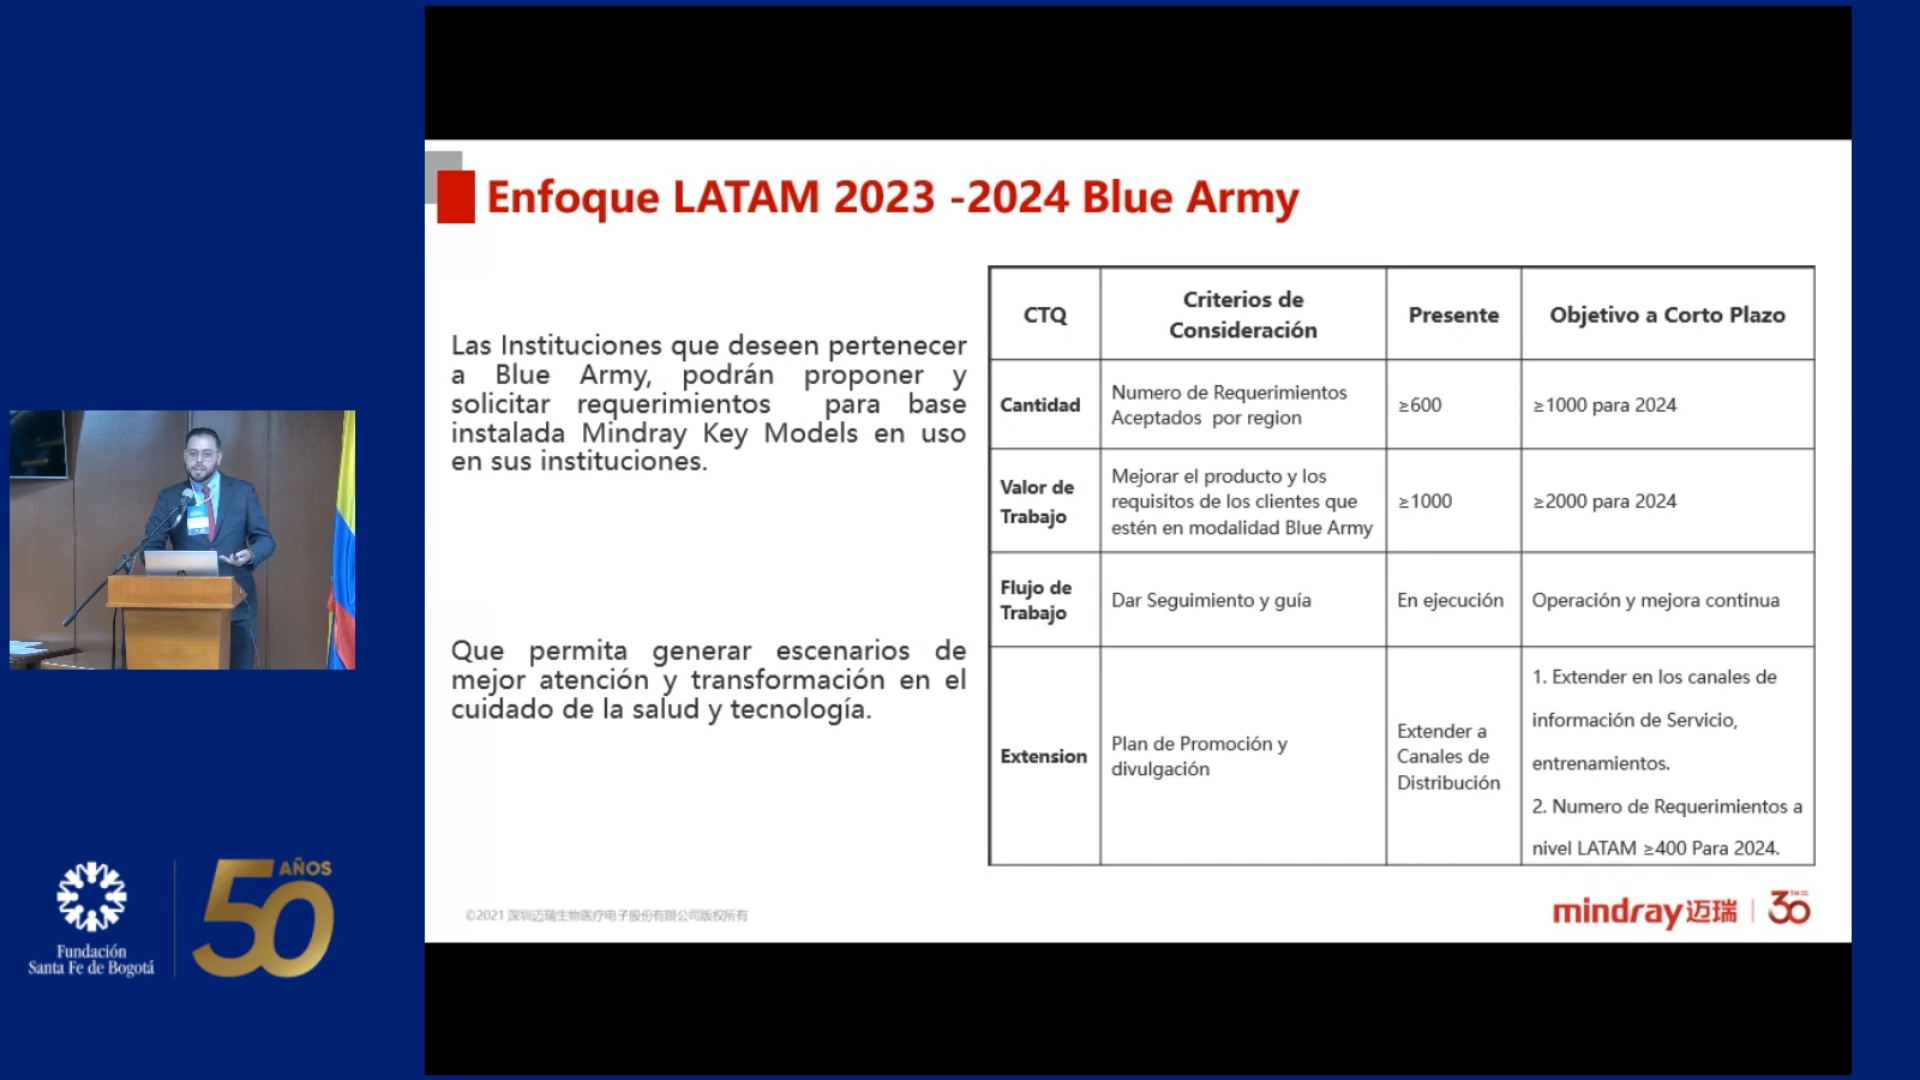 Enfoque LATAM 2023 -2024 Blue Army
Las Instituciones que deseen pertenecer
a Blue Army, podrán proponer y
solicitar requerimientos para base
instalada Mindray Key Models en uso
en sus instituciones.
Que permita generar escenarios de
mejor atención y transformación en el
cuidado de la salud y tecnología.
CTQ
Criterios de
Consideración
Presente
Objetivo a Corto Plazo
Cantidad
Numero de Requerimientos
Aceptados por region
≥600
≥1000 para 2024
Valor de
Trabajo
Mejorar el producto y los
requisitos de los clientes que
estén en modalidad Blue Army
≥1000
≥2000 para 2024
Flujo de
Trabajo
Dar Seguimiento y guía
En ejecución
Operación y mejora continua
Extension
Plan de Promoción y
divulgación
Extender a
Canales de
Distribución
1. Extender en los canales de
información de Servicio,
entrenamientos.
2. Numero de Requerimientos a
nivel LATAM ≥400 Para 2024.
©2021 深圳迈瑞生物医疗电子股份有限公司版权所有
mindray迈瑞 | 30
Fundación
Santa Fe de Bogotá
50 AÑOS